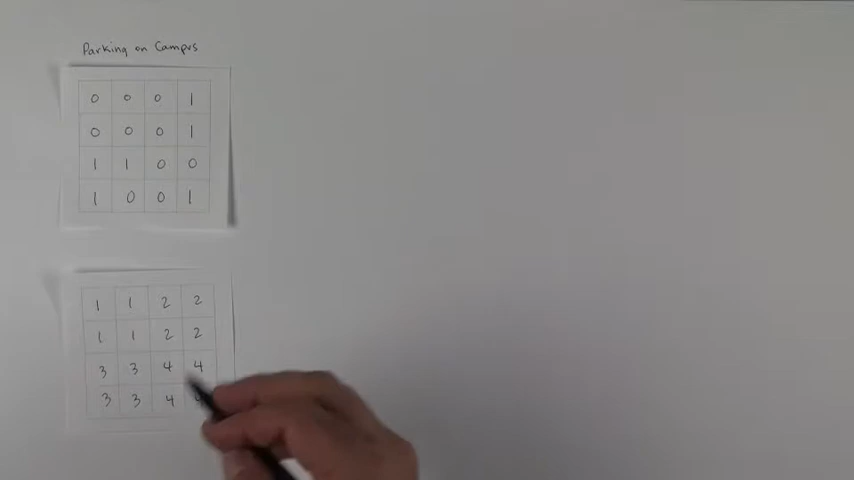 Parking on Campus
0 0 0 1
0 0 0 1
1 1 0 0
1 0 0 1
1 1 2 2
1 1 2 2
3 3 4 4
3 3 4